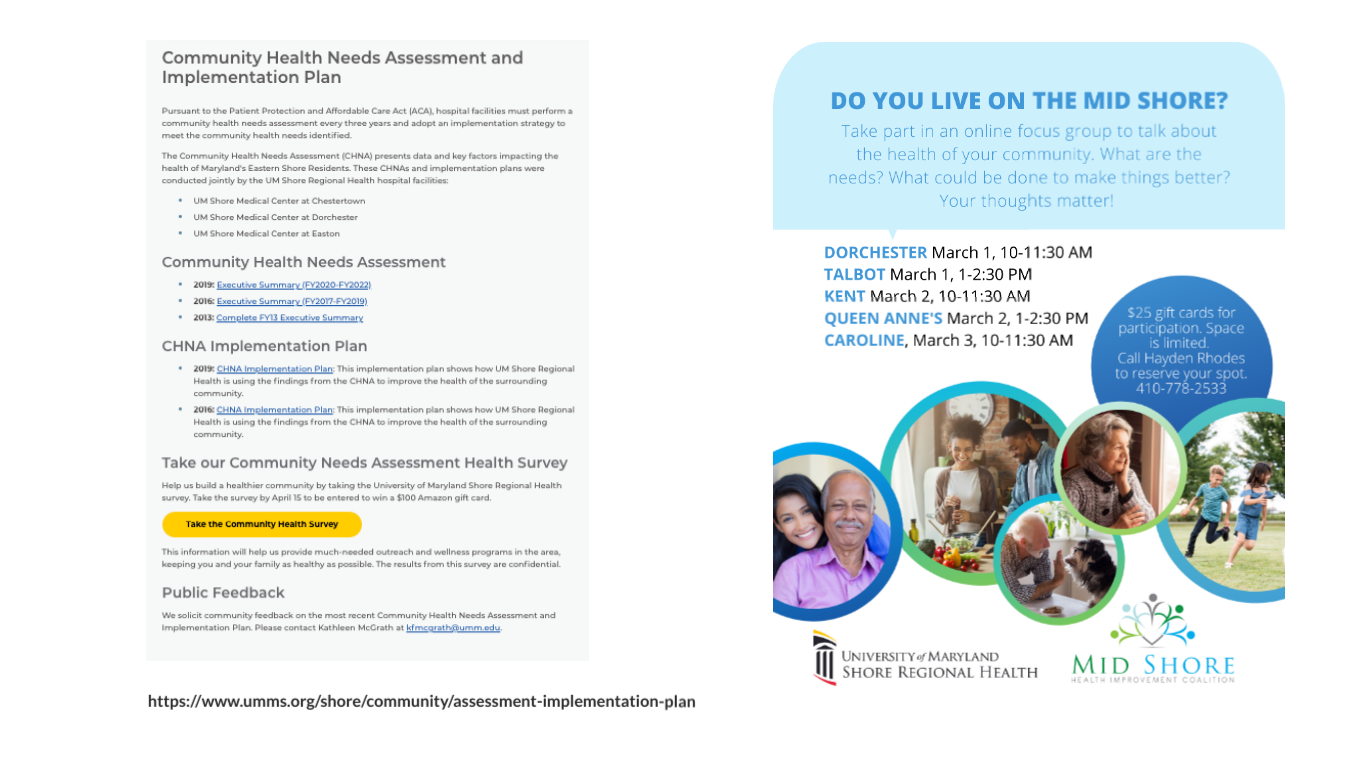 Community Health Needs Assessment and
Implementation Plan
Pursuant to the Patient Protection and Affordable Care Act (ACA), hospital facilities must perform a
community health needs assessment every three years and adopt an implementation strategy to
meet the community health needs identified.
The Community Health Needs Assessment (CHNA) presents data and key factors impacting the
health of Maryland's Eastern Shore Residents. These CHNAs and implementation plans were
conducted jointly by the UM Shore Regional Health hospital facilities:
• UM Shore Medical Center at Chestertown
• UM Shore Medical Center at Dorchester
• UM Shore Medical Center at Easton
Community Health Needs Assessment
• 2019: Executive Summary (FY2020-FY2022)
• 2016: Executive Summary (FY2017-FY2019)
• 2013: Complete FY13 Executive Summary
CHNA Implementation Plan
• 2019: CHNA Implementation Plan: This implementation plan shows how UM Shore Regional
Health is using the findings from the CHNA to improve the health of the surrounding
community.
• 2016: CHNA Implementation Plan: This implementation plan shows how UM Shore Regional
Health is using the findings from the CHNA to improve the health of the surrounding
community.
Take our Community Needs Assessment Health Survey
Help us build a healthier community by taking the University of Maryland Shore Regional Health
survey. Take the survey by April 15 to be entered to win a $100 Amazon gift card.
Take the Community Health Survey
This information will help us provide much-needed outreach and wellness programs in the area,
keeping you and your family as healthy as possible. The results from this survey are confidential.
Public Feedback
We solicit community feedback on the most recent Community Health Needs Assessment and
Implementation Plan. Please contact Kathleen McGrath at kfmcgrath@umm.edu.
https://www.umms.org/shore/community/assessment-implementation-plan
DO YOU LIVE ON THE MID SHORE?
Take part in an online focus group to talk about
the health of your community. What are the
needs? What could be done to make things better?
Your thoughts matter!
DORCHESTER March 1, 10-11:30 AM
TALBOT March 1, 1-2:30 PM
KENT March 2, 10-11:30 AM
QUEEN ANNE'S March 2, 1-2:30 PM
CAROLINE, March 3, 10-11:30 AM
$25 gift cards for
participation. Space
is limited.
Call Hayden Rhodes
to reserve your spot.
410-778-2533
UNIVERSITY of MARYLAND
SHORE REGIONAL HEALTH
MID SHORE
HEALTH IMPROVEMENT COALITION